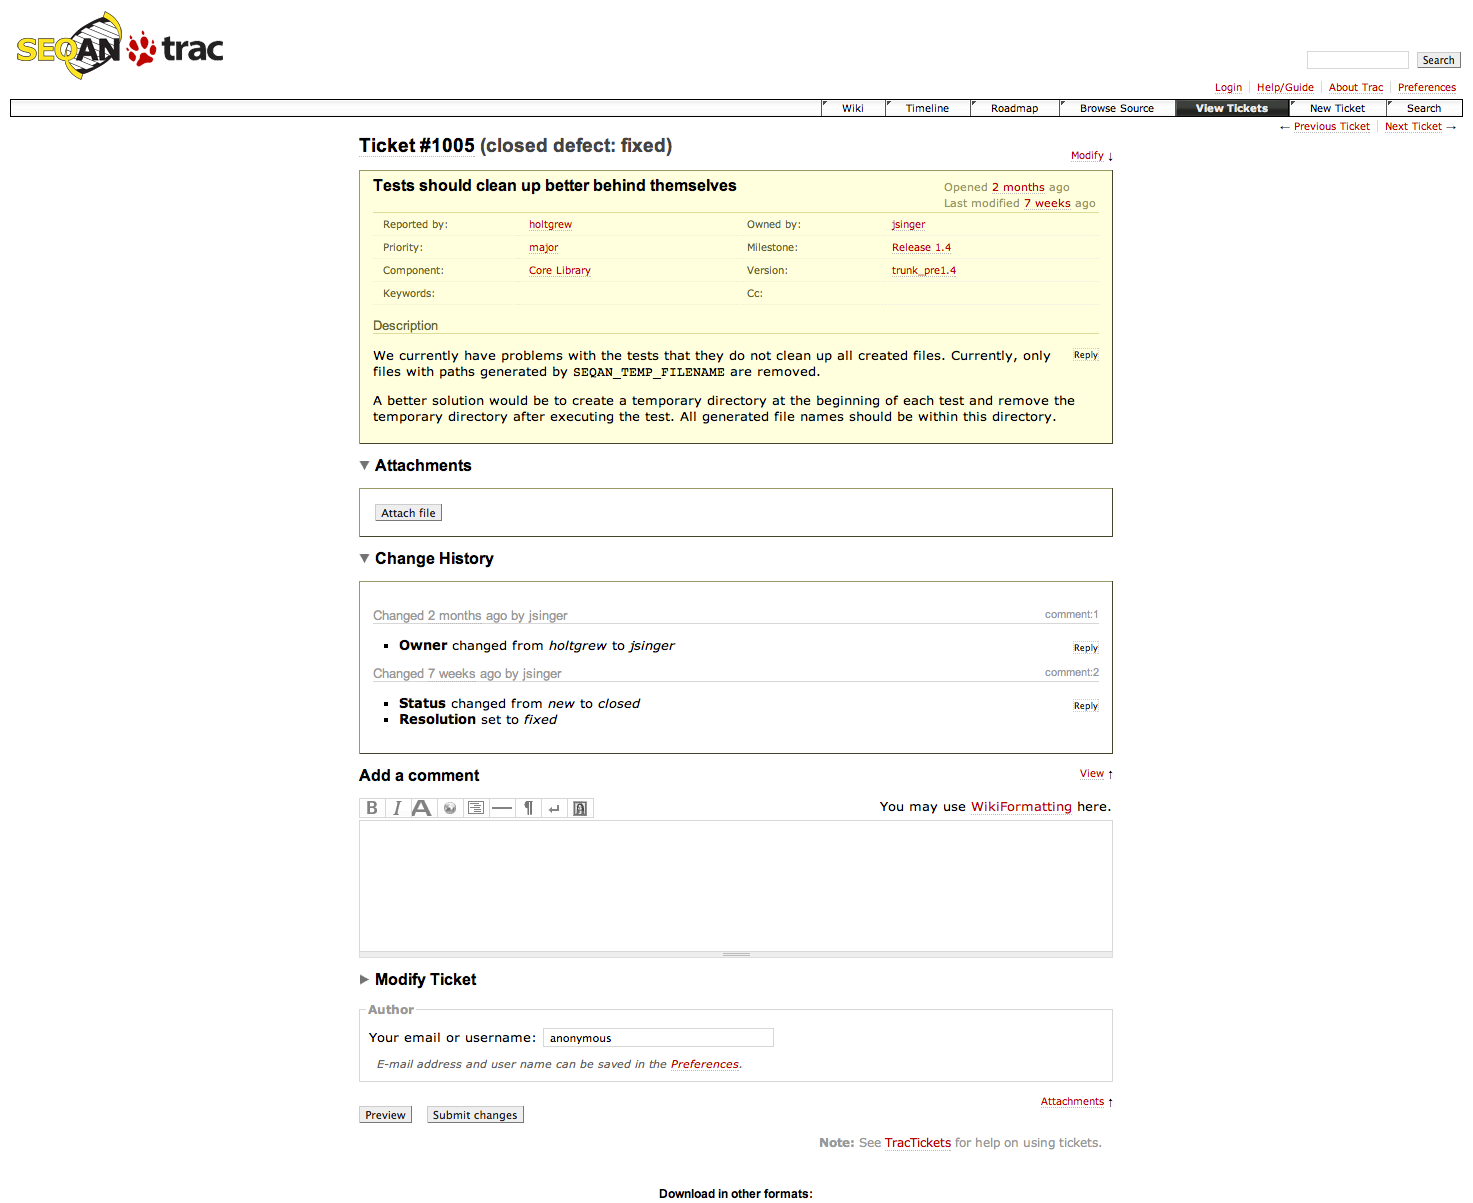 SEQAN trac
Search
Login Help/Guide About Trac Preferences
Wiki Timeline Roadmap Browse Source View Tickets New Ticket Search
← Previous Ticket Next Ticket →
Ticket #1005 (closed defect: fixed)
Modify ↓
Tests should clean up better behind themselves
Opened 2 months ago
Last modified 7 weeks ago
Reported by: holtgrew Owned by: jsinger
Priority: major Milestone: Release 1.4
Component: Core Library Version: trunk_pre1.4
Keywords: Cc:
Description
We currently have problems with the tests that they do not clean up all created files. Currently, only Reply
files with paths generated by SEQAN_TEMP_FILENAME are removed.
A better solution would be to create a temporary directory at the beginning of each test and remove the
temporary directory after executing the test. All generated file names should be within this directory.
Attachments
Attach file
Change History
Changed 2 months ago by jsinger comment:1
Owner changed from holtgrew to jsinger Reply
Changed 7 weeks ago by jsinger comment:2
Status changed from new to closed Reply
Resolution set to fixed
Add a comment View ↑
B I A ¶ You may use WikiFormatting here.
Modify Ticket
Author
Your email or username: anonymous
E-mail address and user name can be saved in the Preferences.
Attachments ↑
Preview Submit changes
Note: See TracTickets for help on using tickets.
Download in other formats: